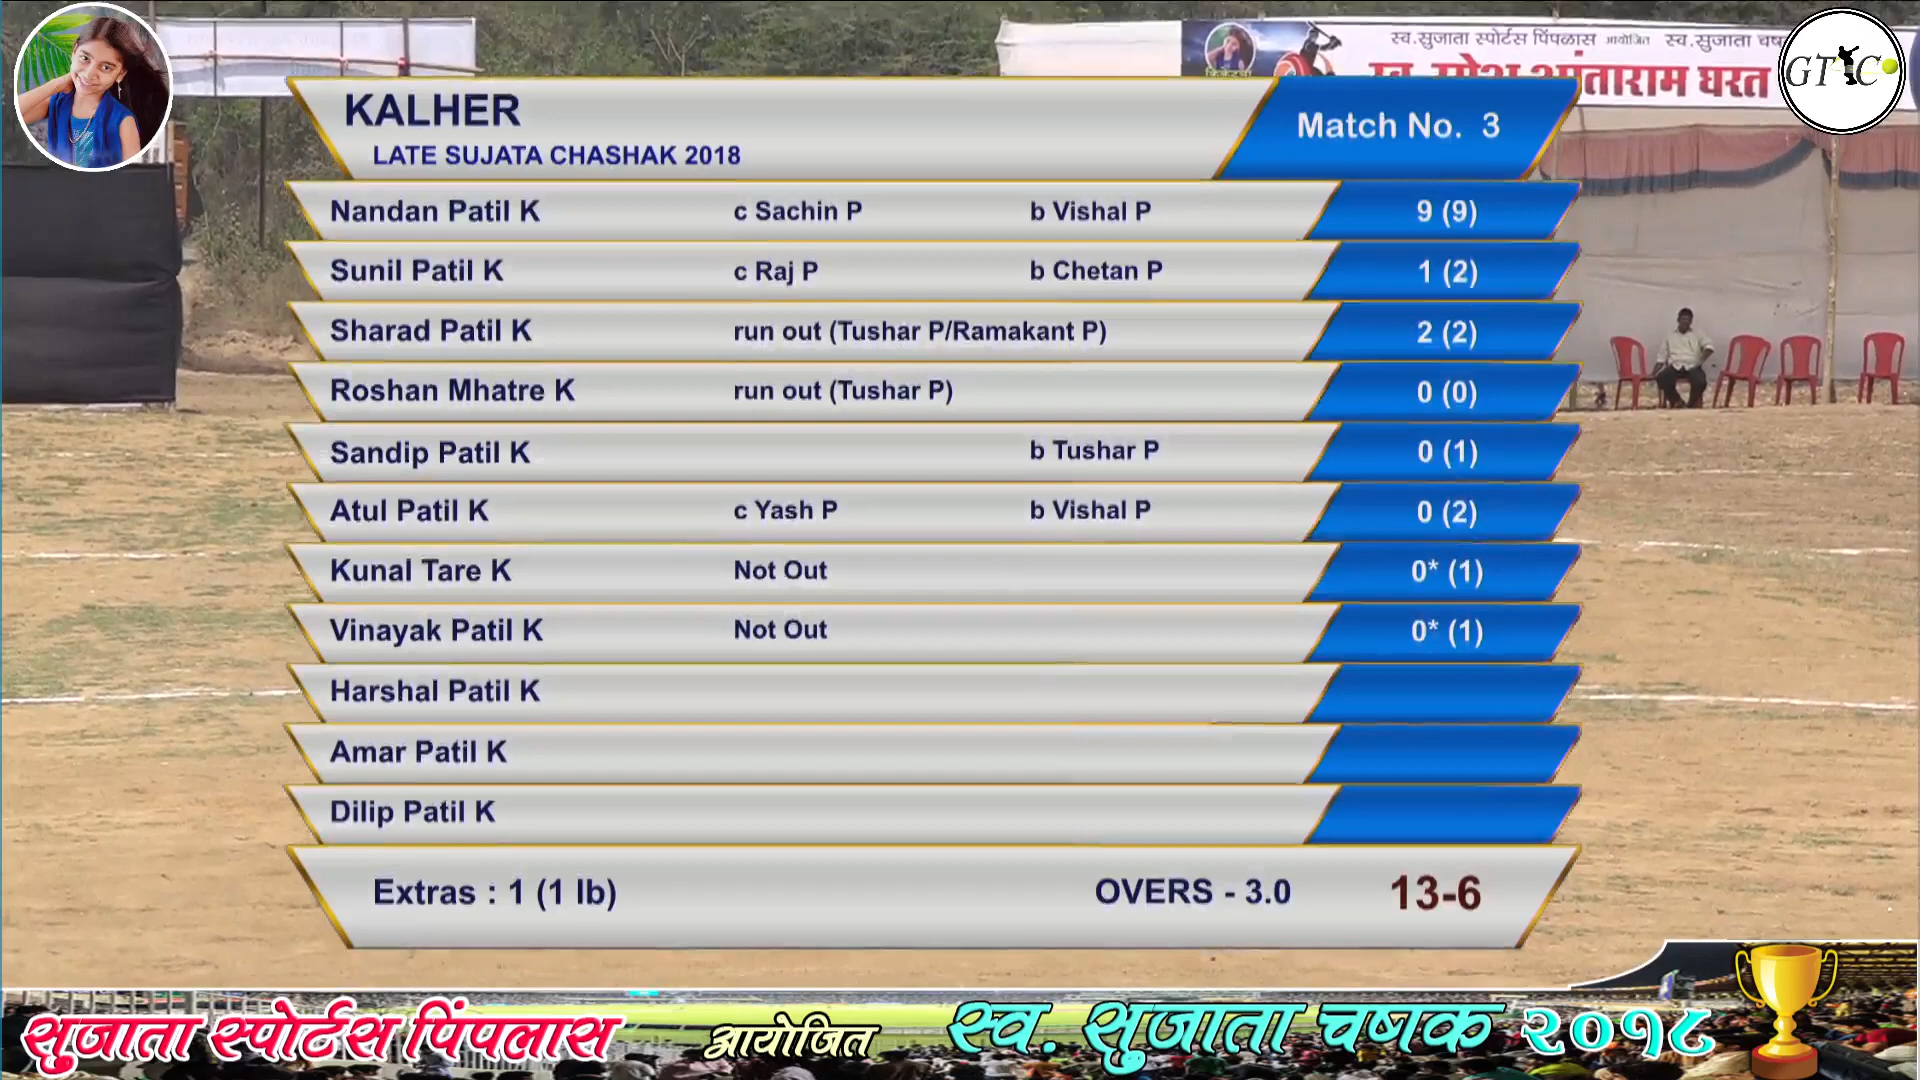 स्व.सुजाता स्पोर्टस पिंपळास आयोजित स्व.सुजाता
घरत
GTC
KALHER
LATE SUJATA CHASHAK 2018
Match No. 3
Nandan Patil K c Sachin P b Vishal P 9 (9)
Sunil Patil K c Raj P b Chetan P 1 (2)
Sharad Patil K run out (Tushar P/Ramakant P) 2 (2)
Roshan Mhatre K run out (Tushar P) 0 (0)
Sandip Patil K b Tushar P 0 (1)
Atul Patil K c Yash P b Vishal P 0 (2)
Kunal Tare K Not Out 0* (1)
Vinayak Patil K Not Out 0* (1)
Harshal Patil K
Amar Patil K
Dilip Patil K
Extras : 1 (1 lb) OVERS - 3.0 13-6
सुजाता स्पोर्टस पिंपलास आयोजित स्व. सुजाता चषक २०१८